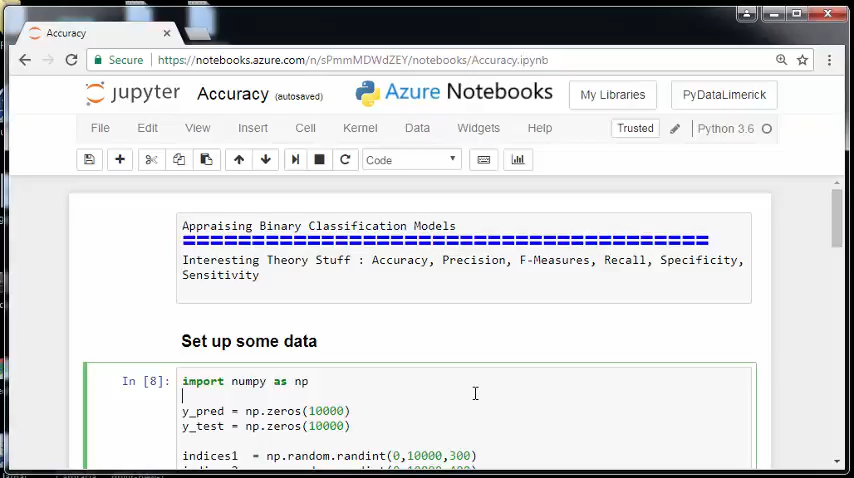 Accuracy
Secure https://notebooks.azure.com/n/sPmmMDWdZEY/notebooks/Accuracy.ipynb
jupyter Accuracy (autosaved) Azure Notebooks My Libraries PyDataLimerick
File Edit View Insert Cell Kernel Data Widgets Help Trusted Python 3.6
Code
Appraising Binary Classification Models
======================================
Interesting Theory Stuff : Accuracy, Precision, F-Measures, Recall, Specificity,
Sensitivity
Set up some data
In [8]: import numpy as np
y_pred = np.zeros(10000)
y_test = np.zeros(10000)
indices1  = np.random.randint(0,10000,300)